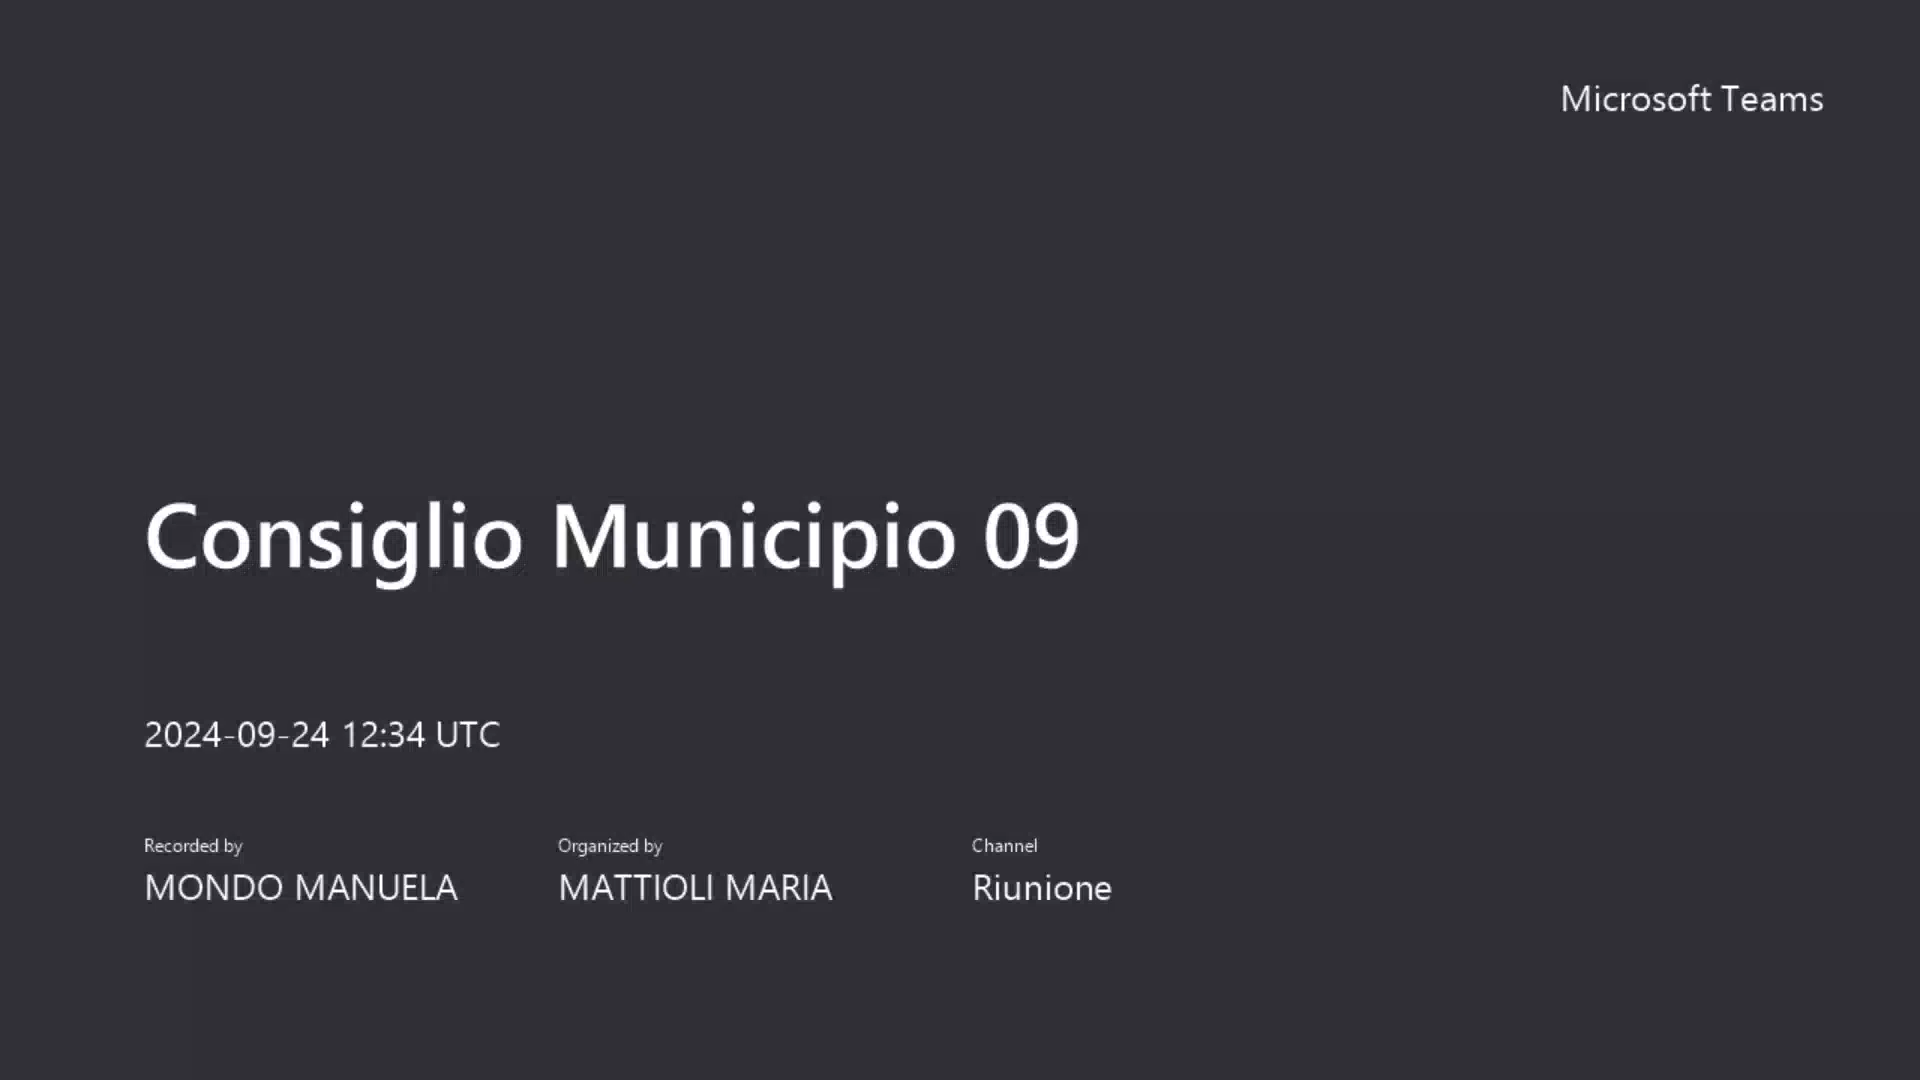 Microsoft Teams
Consiglio Municipio 09
2024-09-24 12:34 UTC
Recorded by
MONDO MANUELA
Organized by
MATTIOLI MARIA
Channel
Riunione